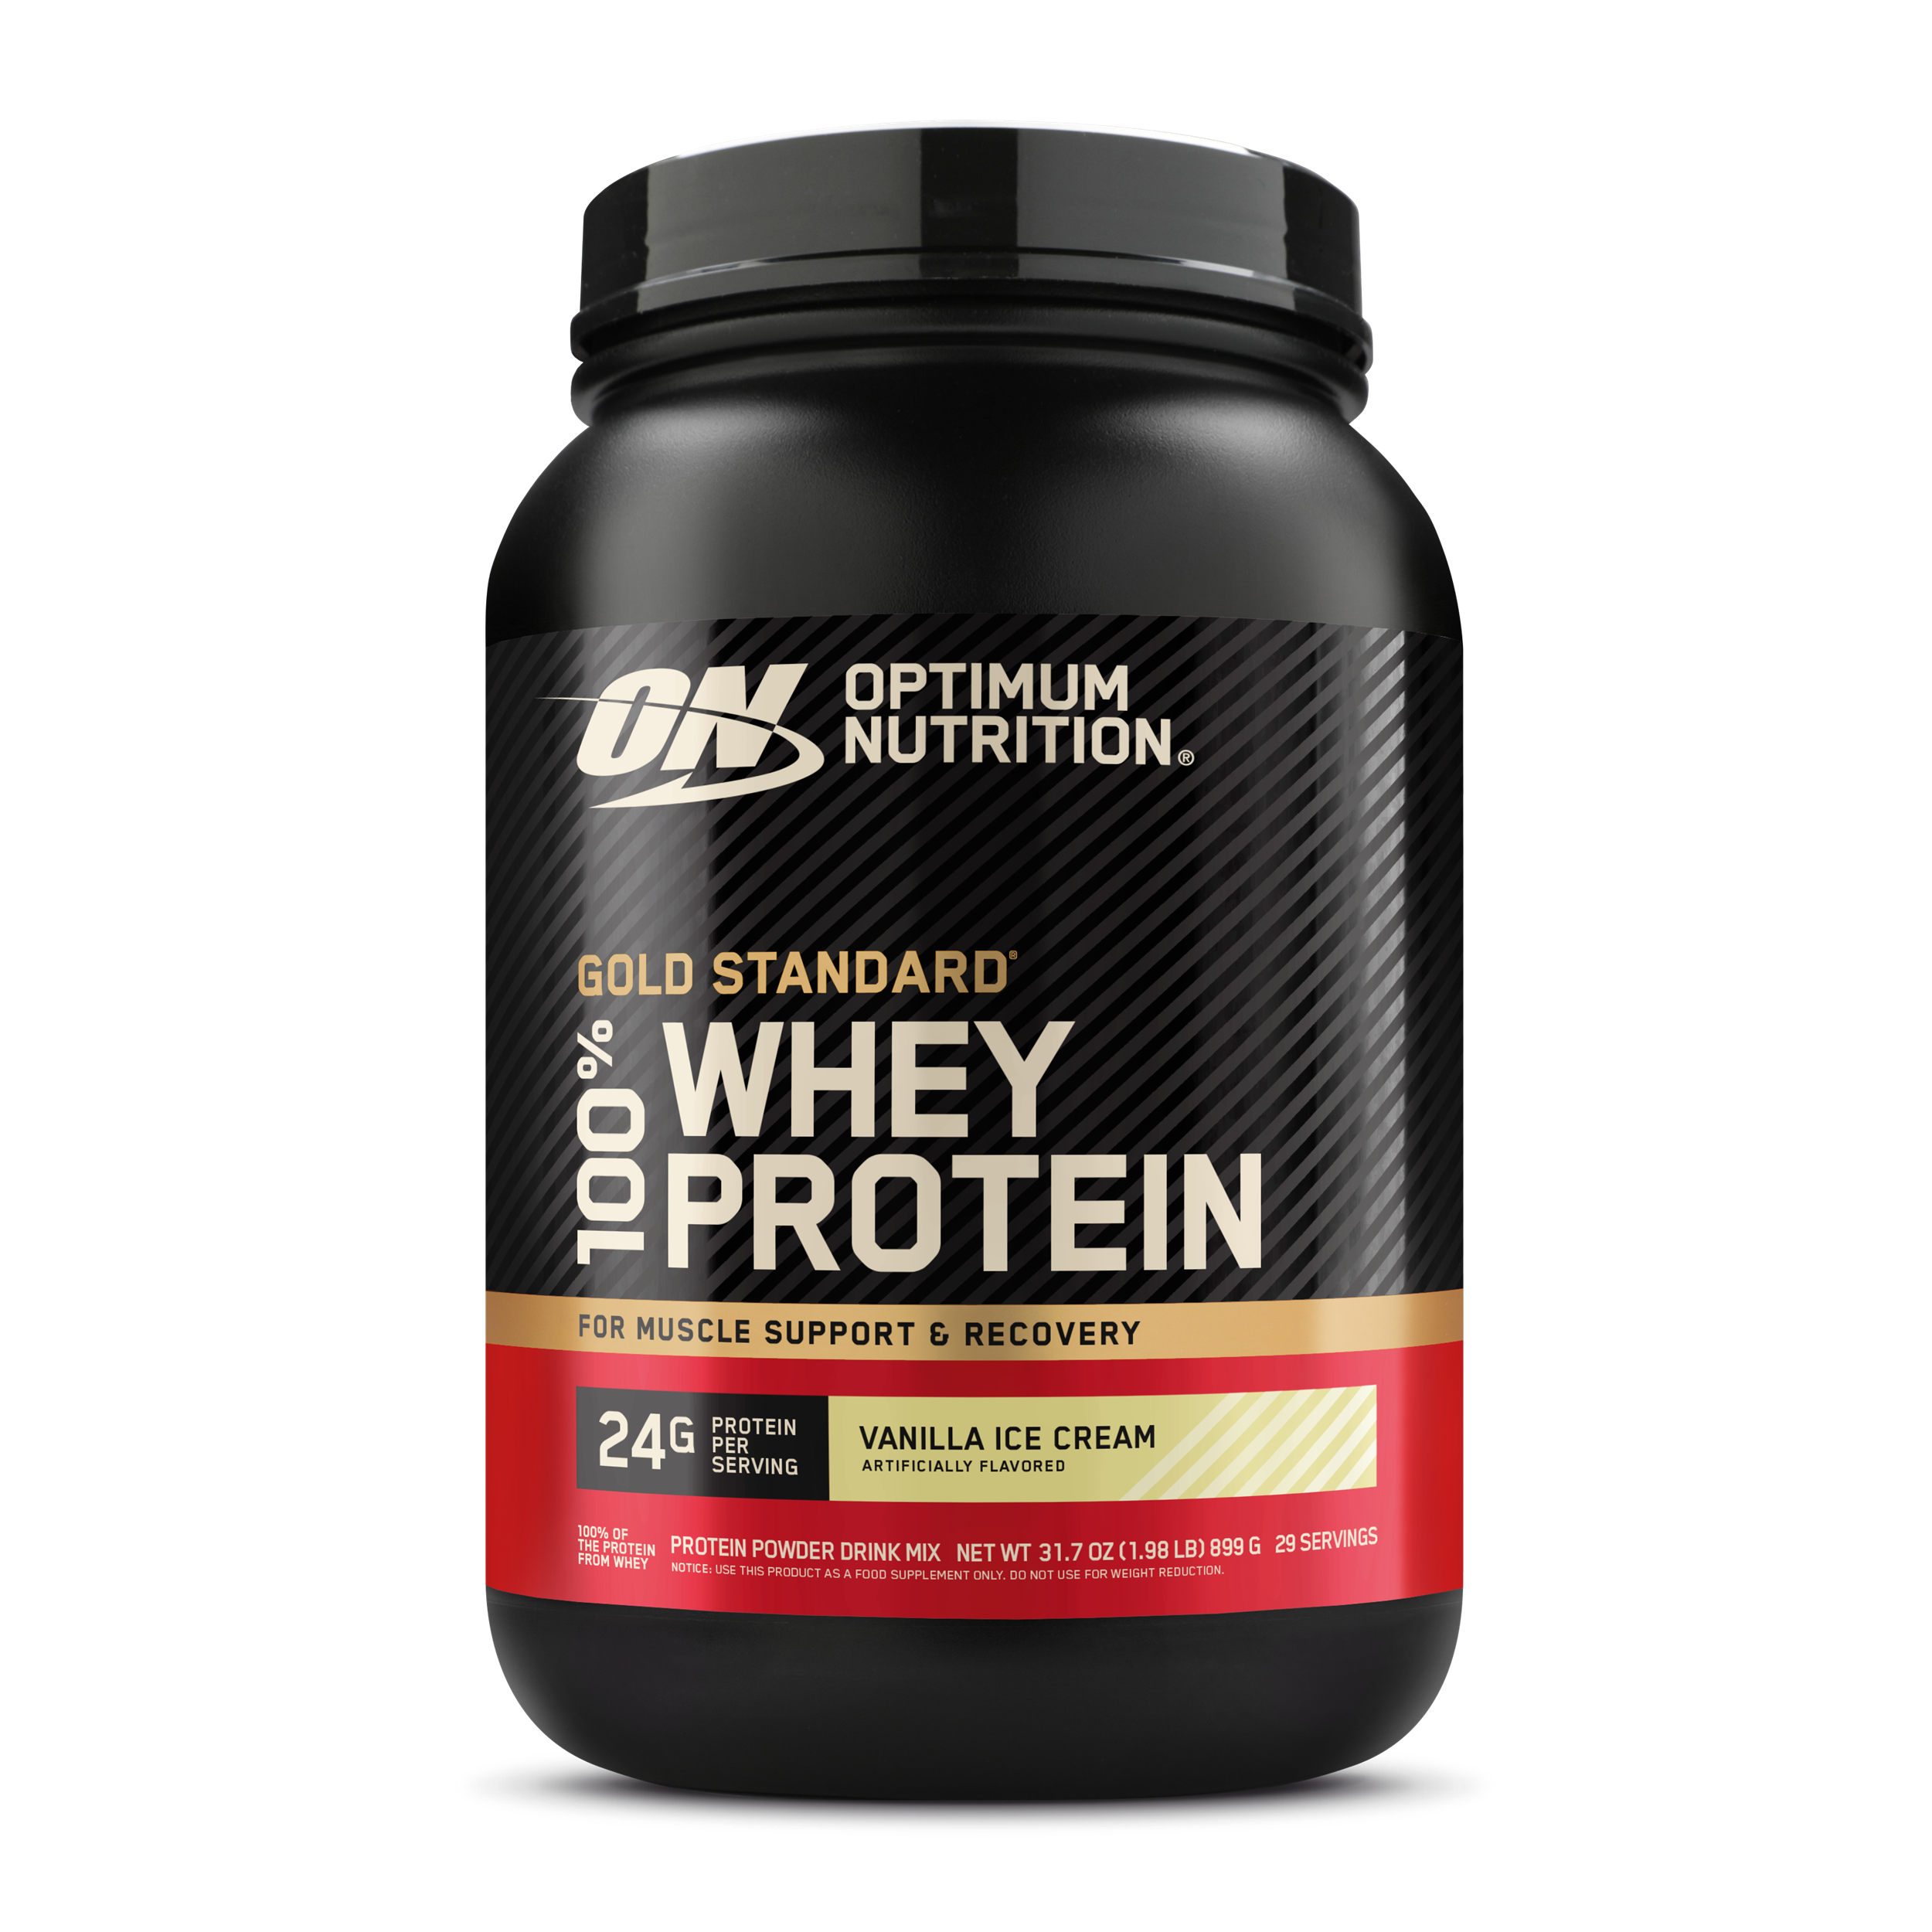 ON
OPTIMUM
NUTRITION®
GOLD STANDARD®
100%
WHEY
PROTEIN
FOR MUSCLE SUPPORT & RECOVERY
24G
PROTEIN
PER
SERVING
VANILLA ICE CREAM
ARTIFICIALLY FLAVORED
100% OF
THE PROTEIN
FROM WHEY
PROTEIN POWDER DRINK MIX NET WT 31.7 OZ (1.98 LB) 899 G 29 SERVINGS
NOTICE: USE THIS PRODUCT AS A FOOD SUPPLEMENT ONLY. DO NOT USE FOR WEIGHT REDUCTION.